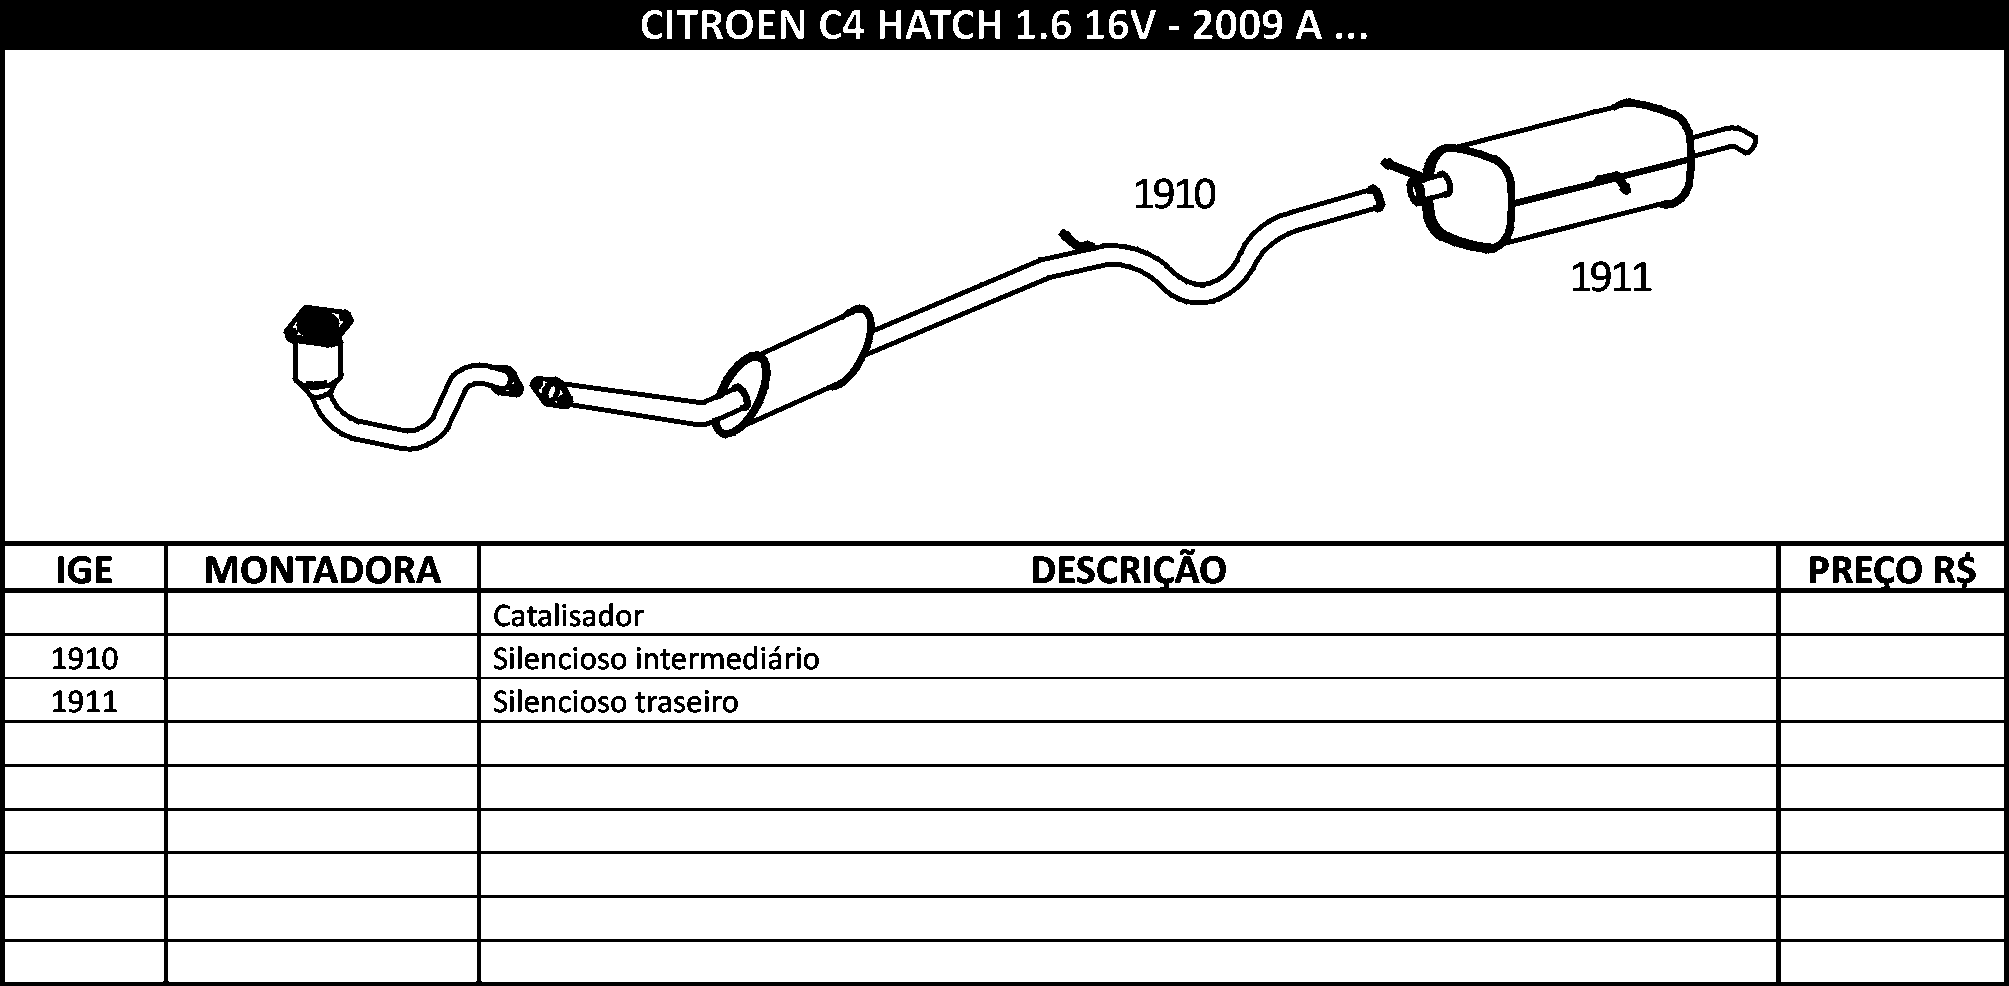 CITROEN C4 HATCH 1.6 16V - 2009 A ...
1910
1911
IGE MONTADORA DESCRIÇÃO PREÇO R$
Catalisador
1910 Silencioso intermediário
1911 Silencioso traseiro